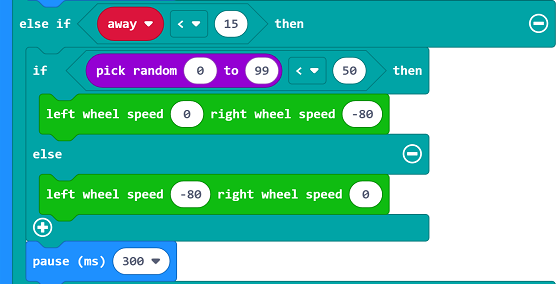 else if away < 15 then
if pick random 0 to 99 < 50 then
left wheel speed 0 right wheel speed -80
else
left wheel speed -80 right wheel speed 0
pause (ms) 300